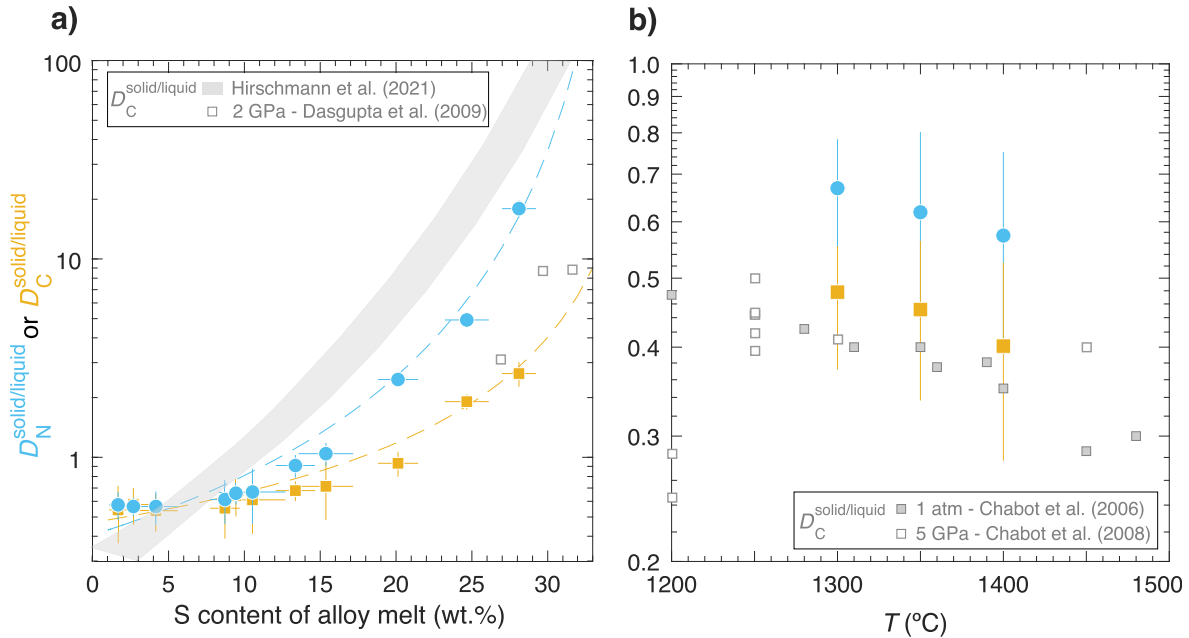 a)
100
10
1
D_C^solid/liquid
Hirschmann et al. (2021)
2 GPa - Dasgupta et al. (2009)
D_N^solid/liquid or D_C^solid/liquid
0 5 10 15 20 25 30
S content of alloy melt (wt.%)
b)
1.0
0.9
0.8
0.7
0.6
0.5
0.4
0.3
0.2
D_C^solid/liquid
1 atm - Chabot et al. (2006)
5 GPa - Chabot et al. (2008)
1200 1300 1400 1500
T (ºC)